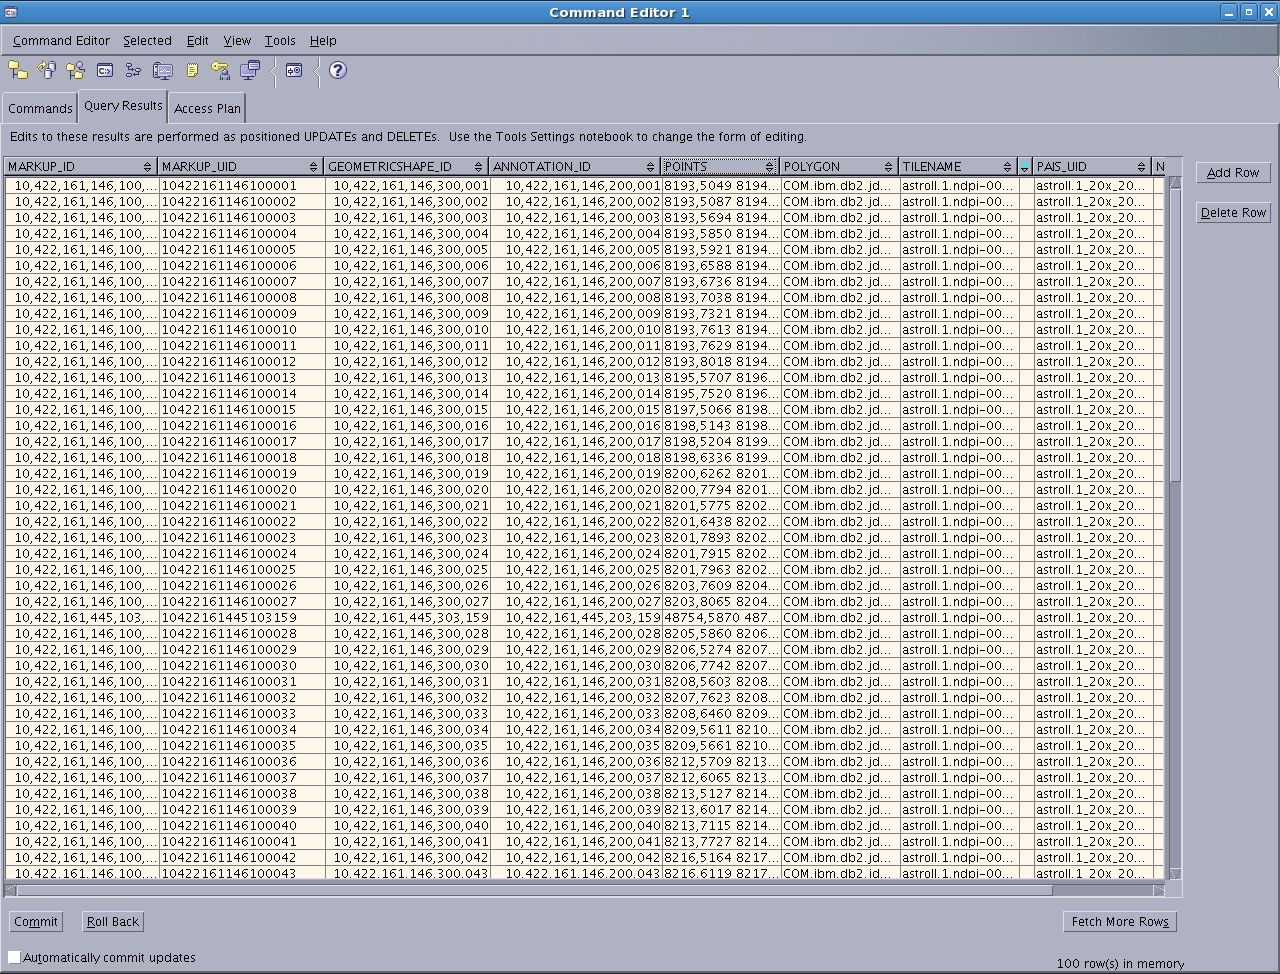 Command Editor 1
Command Editor Selected Edit View Tools Help
Commands Query Results Access Plan
Edits to these results are performed as positioned UPDATEs and DELETEs. Use the Tools Settings notebook to change the form of editing.
MARKUP_ID MARKUP_UID GEOMETRICSHAPE_ID ANNOTATION_ID POINTS POLYGON TILENAME PAIS_UID N
Add Row
Delete Row
10,422,161,146,100,... 10422161146100001 10,422,161,146,300,001 10,422,161,146,200,001 8193,5049 8194... COM.ibm.db2.jd... astroll.1.ndpi-00... astroll.1_20x_20...
10,422,161,146,100,... 10422161146100002 10,422,161,146,300,002 10,422,161,146,200,002 8193,5087 8194... COM.ibm.db2.jd... astroll.1.ndpi-00... astroll.1_20x_20...
10,422,161,146,100,... 10422161146100003 10,422,161,146,300,003 10,422,161,146,200,003 8193,5694 8194... COM.ibm.db2.jd... astroll.1.ndpi-00... astroll.1_20x_20...
10,422,161,146,100,... 10422161146100004 10,422,161,146,300,004 10,422,161,146,200,004 8193,5850 8194... COM.ibm.db2.jd... astroll.1.ndpi-00... astroll.1_20x_20...
10,422,161,146,100,... 10422161146100005 10,422,161,146,300,005 10,422,161,146,200,005 8193,5921 8194... COM.ibm.db2.jd... astroll.1.ndpi-00... astroll.1_20x_20...
10,422,161,146,100,... 10422161146100006 10,422,161,146,300,006 10,422,161,146,200,006 8193,6588 8194... COM.ibm.db2.jd... astroll.1.ndpi-00... astroll.1_20x_20...
10,422,161,146,100,... 10422161146100007 10,422,161,146,300,007 10,422,161,146,200,007 8193,6736 8194... COM.ibm.db2.jd... astroll.1.ndpi-00... astroll.1_20x_20...
10,422,161,146,100,... 10422161146100008 10,422,161,146,300,008 10,422,161,146,200,008 8193,7038 8194... COM.ibm.db2.jd... astroll.1.ndpi-00... astroll.1_20x_20...
10,422,161,146,100,... 10422161146100009 10,422,161,146,300,009 10,422,161,146,200,009 8193,7321 8194... COM.ibm.db2.jd... astroll.1.ndpi-00... astroll.1_20x_20...
10,422,161,146,100,... 10422161146100010 10,422,161,146,300,010 10,422,161,146,200,010 8193,7613 8194... COM.ibm.db2.jd... astroll.1.ndpi-00... astroll.1_20x_20...
10,422,161,146,100,... 10422161146100011 10,422,161,146,300,011 10,422,161,146,200,011 8193,7629 8194... COM.ibm.db2.jd... astroll.1.ndpi-00... astroll.1_20x_20...
10,422,161,146,100,... 10422161146100012 10,422,161,146,300,012 10,422,161,146,200,012 8193,8018 8194... COM.ibm.db2.jd... astroll.1.ndpi-00... astroll.1_20x_20...
10,422,161,146,100,... 10422161146100013 10,422,161,146,300,013 10,422,161,146,200,013 8195,5707 8196... COM.ibm.db2.jd... astroll.1.ndpi-00... astroll.1_20x_20...
10,422,161,146,100,... 10422161146100014 10,422,161,146,300,014 10,422,161,146,200,014 8195,7520 8196... COM.ibm.db2.jd... astroll.1.ndpi-00... astroll.1_20x_20...
10,422,161,146,100,... 10422161146100015 10,422,161,146,300,015 10,422,161,146,200,015 8197,5066 8198... COM.ibm.db2.jd... astroll.1.ndpi-00... astroll.1_20x_20...
10,422,161,146,100,... 10422161146100016 10,422,161,146,300,016 10,422,161,146,200,016 8198,5143 8198... COM.ibm.db2.jd... astroll.1.ndpi-00... astroll.1_20x_20...
10,422,161,146,100,... 10422161146100017 10,422,161,146,300,017 10,422,161,146,200,017 8198,5204 8199... COM.ibm.db2.jd... astroll.1.ndpi-00... astroll.1_20x_20...
10,422,161,146,100,... 10422161146100018 10,422,161,146,300,018 10,422,161,146,200,018 8198,6336 8199... COM.ibm.db2.jd... astroll.1.ndpi-00... astroll.1_20x_20...
10,422,161,146,100,... 10422161146100019 10,422,161,146,300,019 10,422,161,146,200,019 8200,6262 8201... COM.ibm.db2.jd... astroll.1.ndpi-00... astroll.1_20x_20...
10,422,161,146,100,... 10422161146100020 10,422,161,146,300,020 10,422,161,146,200,020 8200,7794 8201... COM.ibm.db2.jd... astroll.1.ndpi-00... astroll.1_20x_20...
10,422,161,146,100,... 10422161146100021 10,422,161,146,300,021 10,422,161,146,200,021 8201,5775 8202... COM.ibm.db2.jd... astroll.1.ndpi-00... astroll.1_20x_20...
10,422,161,146,100,... 10422161146100022 10,422,161,146,300,022 10,422,161,146,200,022 8201,6438 8202... COM.ibm.db2.jd... astroll.1.ndpi-00... astroll.1_20x_20...
10,422,161,146,100,... 10422161146100023 10,422,161,146,300,023 10,422,161,146,200,023 8201,7893 8202... COM.ibm.db2.jd... astroll.1.ndpi-00... astroll.1_20x_20...
10,422,161,146,100,... 10422161146100024 10,422,161,146,300,024 10,422,161,146,200,024 8201,7915 8202... COM.ibm.db2.jd... astroll.1.ndpi-00... astroll.1_20x_20...
10,422,161,146,100,... 10422161146100025 10,422,161,146,300,025 10,422,161,146,200,025 8201,7963 8202... COM.ibm.db2.jd... astroll.1.ndpi-00... astroll.1_20x_20...
10,422,161,146,100,... 10422161146100026 10,422,161,146,300,026 10,422,161,146,200,026 8203,7609 8204... COM.ibm.db2.jd... astroll.1.ndpi-00... astroll.1_20x_20...
10,422,161,146,100,... 10422161146100027 10,422,161,146,300,027 10,422,161,146,200,027 8203,8065 8204... COM.ibm.db2.jd... astroll.1.ndpi-00... astroll.1_20x_20...
10,422,161,445,103,... 10422161445103159 10,422,161,445,303,159 10,422,161,445,203,159 48754,5870 487... COM.ibm.db2.jd... astroll.1.ndpi-00... astroll.1_20x_20...
10,422,161,146,100,... 10422161146100028 10,422,161,146,300,028 10,422,161,146,200,028 8205,5860 8206... COM.ibm.db2.jd... astroll.1.ndpi-00... astroll.1_20x_20...
10,422,161,146,100,... 10422161146100029 10,422,161,146,300,029 10,422,161,146,200,029 8206,5274 8207... COM.ibm.db2.jd... astroll.1.ndpi-00... astroll.1_20x_20...
10,422,161,146,100,... 10422161146100030 10,422,161,146,300,030 10,422,161,146,200,030 8206,7742 8207... COM.ibm.db2.jd... astroll.1.ndpi-00... astroll.1_20x_20...
10,422,161,146,100,... 10422161146100031 10,422,161,146,300,031 10,422,161,146,200,031 8208,5603 8208... COM.ibm.db2.jd... astroll.1.ndpi-00... astroll.1_20x_20...
10,422,161,146,100,... 10422161146100032 10,422,161,146,300,032 10,422,161,146,200,032 8207,7623 8208... COM.ibm.db2.jd... astroll.1.ndpi-00... astroll.1_20x_20...
10,422,161,146,100,... 10422161146100033 10,422,161,146,300,033 10,422,161,146,200,033 8208,6460 8209... COM.ibm.db2.jd... astroll.1.ndpi-00... astroll.1_20x_20...
10,422,161,146,100,... 10422161146100034 10,422,161,146,300,034 10,422,161,146,200,034 8209,5611 8210... COM.ibm.db2.jd... astroll.1.ndpi-00... astroll.1_20x_20...
10,422,161,146,100,... 10422161146100035 10,422,161,146,300,035 10,422,161,146,200,035 8209,5661 8210... COM.ibm.db2.jd... astroll.1.ndpi-00... astroll.1_20x_20...
10,422,161,146,100,... 10422161146100036 10,422,161,146,300,036 10,422,161,146,200,036 8212,5709 8213... COM.ibm.db2.jd... astroll.1.ndpi-00... astroll.1_20x_20...
10,422,161,146,100,... 10422161146100037 10,422,161,146,300,037 10,422,161,146,200,037 8212,6065 8213... COM.ibm.db2.jd... astroll.1.ndpi-00... astroll.1_20x_20...
10,422,161,146,100,... 10422161146100038 10,422,161,146,300,038 10,422,161,146,200,038 8213,5127 8214... COM.ibm.db2.jd... astroll.1.ndpi-00... astroll.1_20x_20...
10,422,161,146,100,... 10422161146100039 10,422,161,146,300,039 10,422,161,146,200,039 8213,6017 8214... COM.ibm.db2.jd... astroll.1.ndpi-00... astroll.1_20x_20...
10,422,161,146,100,... 10422161146100040 10,422,161,146,300,040 10,422,161,146,200,040 8213,7115 8214... COM.ibm.db2.jd... astroll.1.ndpi-00... astroll.1_20x_20...
10,422,161,146,100,... 10422161146100041 10,422,161,146,300,041 10,422,161,146,200,041 8213,7727 8214... COM.ibm.db2.jd... astroll.1.ndpi-00... astroll.1_20x_20...
10,422,161,146,100,... 10422161146100042 10,422,161,146,300,042 10,422,161,146,200,042 8216,5164 8217... COM.ibm.db2.jd... astroll.1.ndpi-00... astroll.1_20x_20...
10,422,161,146,100,... 10422161146100043 10,422,161,146,300,043 10,422,161,146,200,043 8216,6119 8217... COM.ibm.db2.jd... astroll.1.ndpi-00... astroll.1_20x_20...
Commit Roll Back Fetch More Rows
Automatically commit updates
100 row(s) in memory